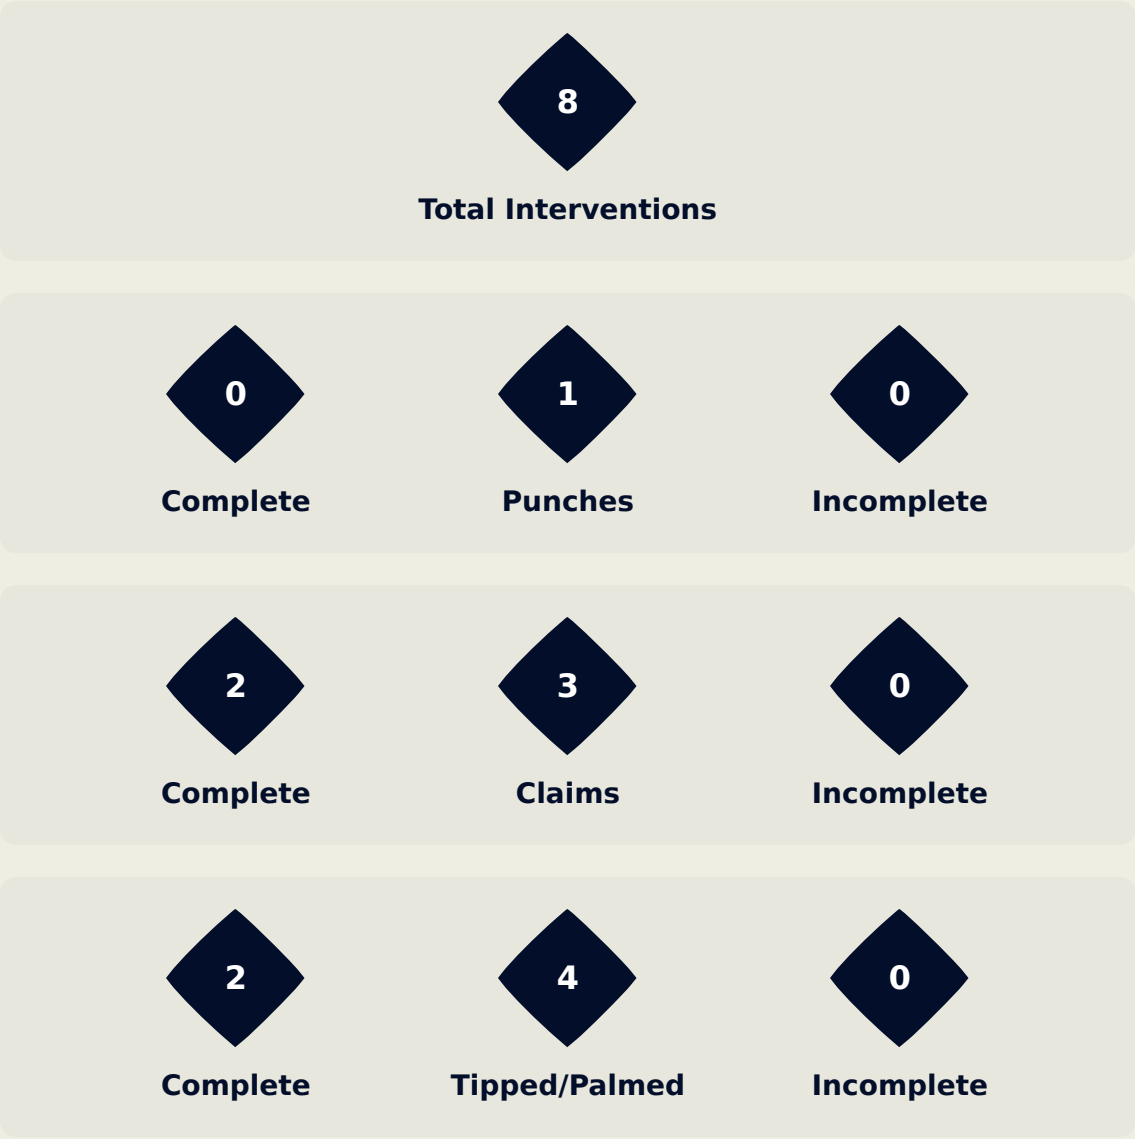 8
Total Interventions
0 1 0
Complete Punches Incomplete
2 3 0
Complete Claims Incomplete
2 4 0
Complete Tipped/Palmed Incomplete